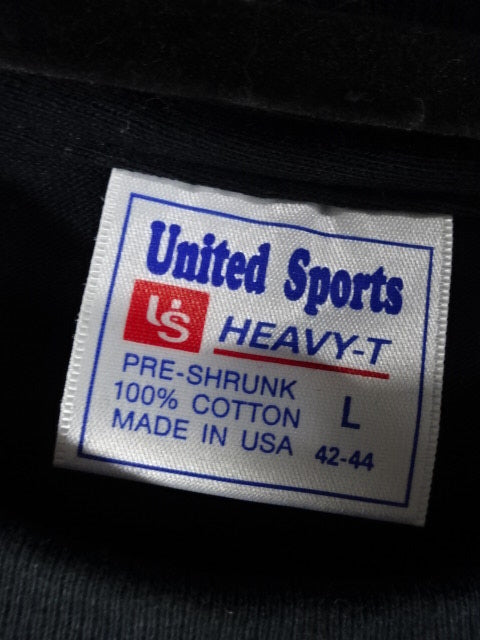 United Sports
US HEAVY-T
PRE-SHRUNK
100% COTTON L
MADE IN USA 42-44